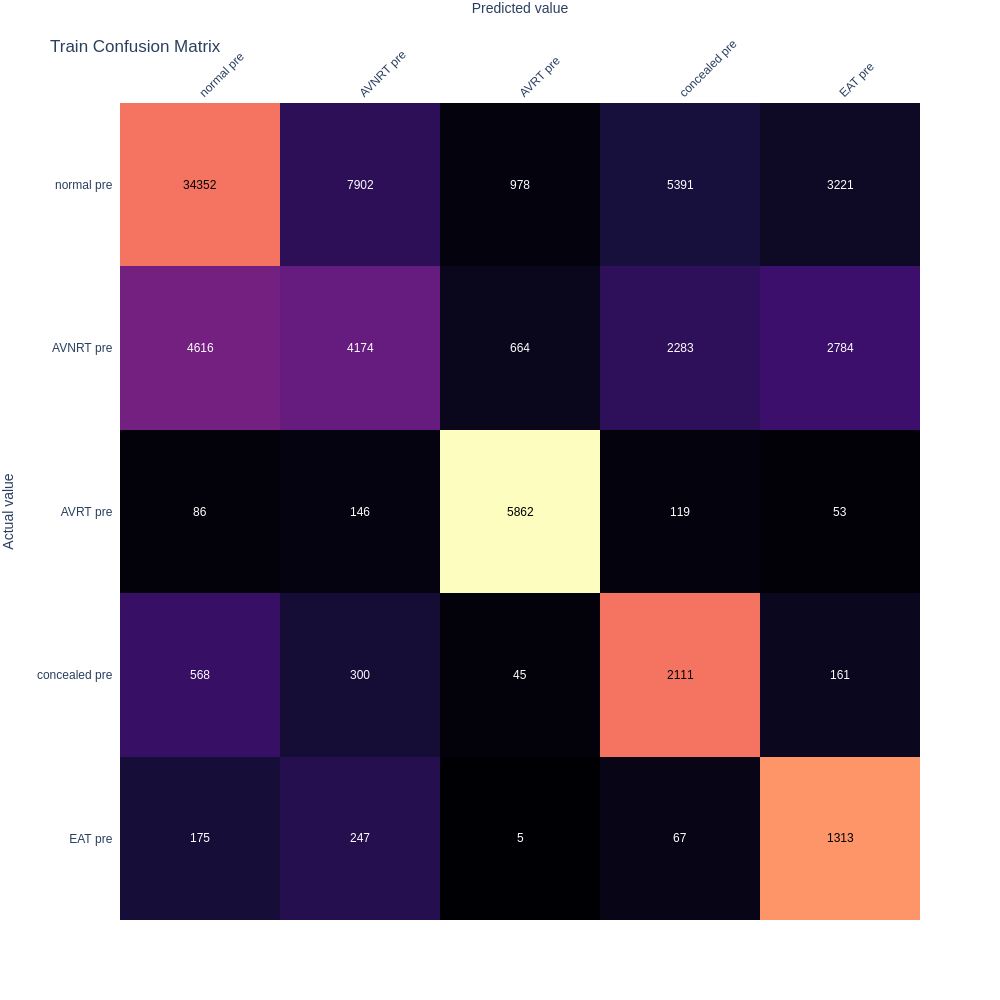 Predicted value
Train Confusion Matrix
normal pre
AVNRT pre
AVRT pre
concealed pre
EAT pre
normal pre 34352 7902 978 5391 3221
AVNRT pre 4616 4174 664 2283 2784
Actual value
AVRT pre 86 146 5862 119 53
concealed pre 568 300 45 2111 161
EAT pre 175 247 5 67 1313